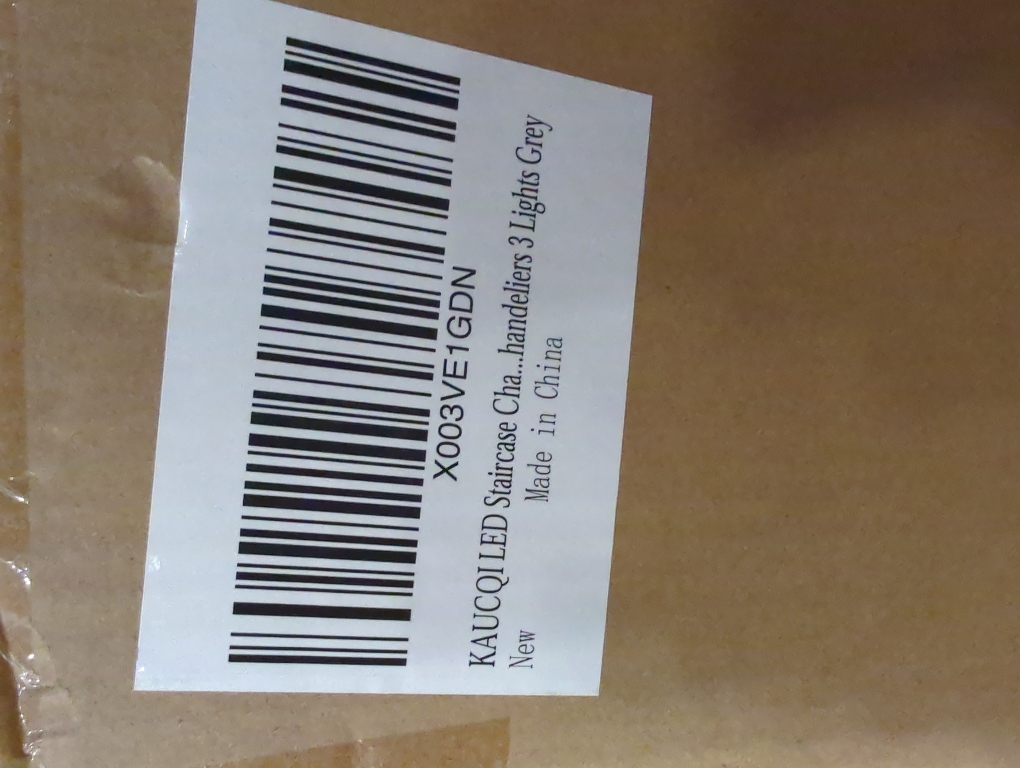 X003VE1GDN
KAUCQI LED Staircase Cha...handeliers 3 Lights Grey
New
Made in China